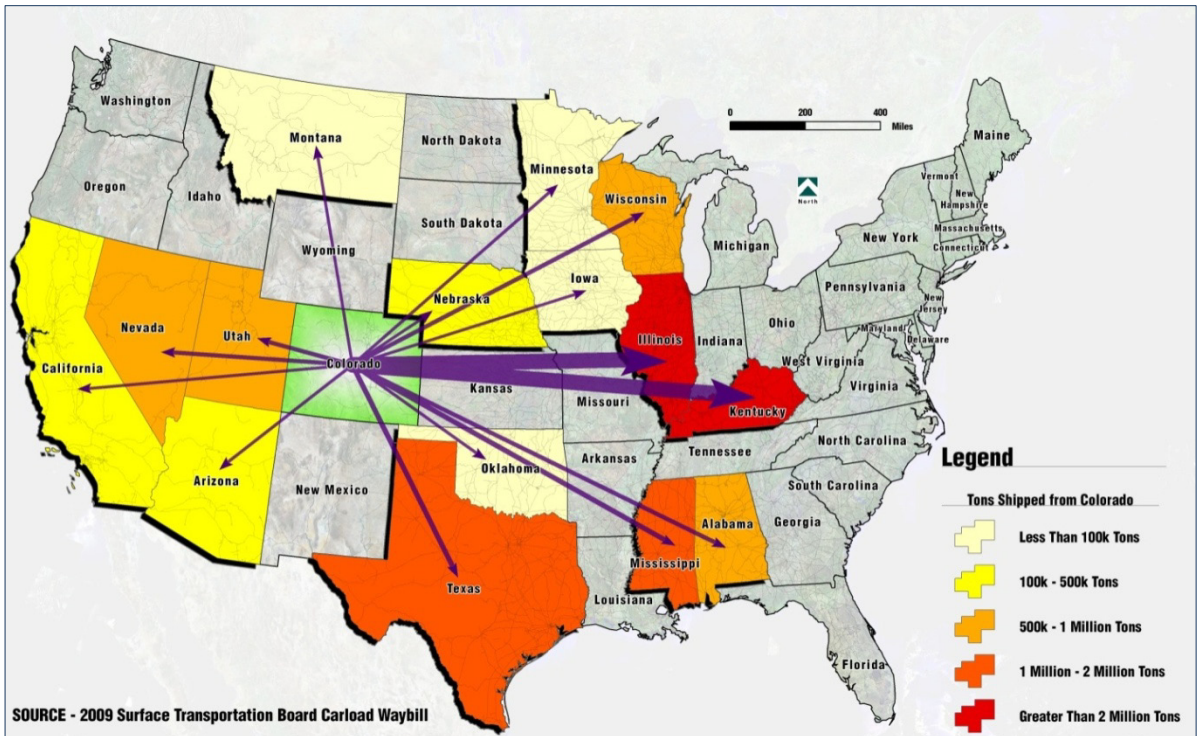 Washington
Montana
North Dakota
Minnesota
0 200 400
Miles
Maine
Oregon
Idaho
Wisconsin
North
Vermont
New
Hampshire
Wyoming
South Dakota
Michigan
New York
Massachusetts
Connecticut
Nevada
Utah
Nebraska
Iowa
Pennsylvania
New
Jersey
California
Colorado
Kansas
Illinois
Indiana
Ohio
Maryland
Delaware
West Virginia
Virginia
Missouri
Kentucky
Arizona
New Mexico
Oklahoma
Arkansas
Tennessee
North Carolina
South Carolina
Texas
Mississippi
Alabama
Georgia
Louisiana
Florida
Legend
Tons Shipped from Colorado
Less Than 100k Tons
100k - 500k Tons
500k - 1 Million Tons
1 Million - 2 Million Tons
Greater Than 2 Million Tons
SOURCE - 2009 Surface Transportation Board Carload Waybill